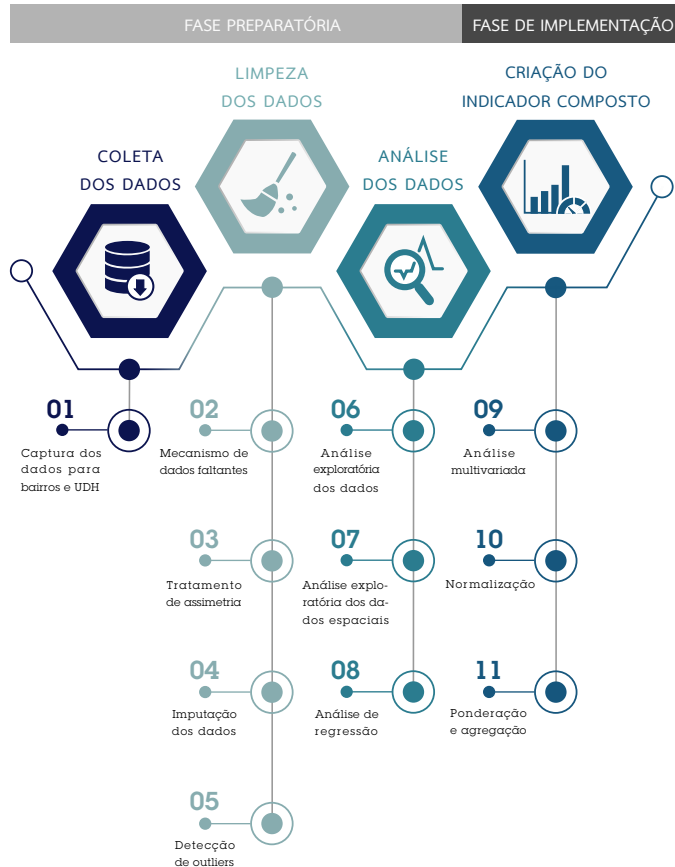 FASE PREPARATÓRIA
FASE DE IMPLEMENTAÇÃO
COLETA
DOS DADOS
LIMPEZA
DOS DADOS
ANÁLISE
DOS DADOS
CRIAÇÃO DO
INDICADOR COMPOSTO
01
Captura dos
dados para
bairros e UDH
02
Mecanismo de
dados faltantes
03
Tratamento
de assimetria
04
Imputação
dos dados
05
Detecção
de outliers
06
Análise
exploratória
dos dados
07
Análise explo-
ratória dos da-
dos espaciais
08
Análise de
regressão
09
Análise
multivariada
10
Normalização
11
Ponderação
e agregação